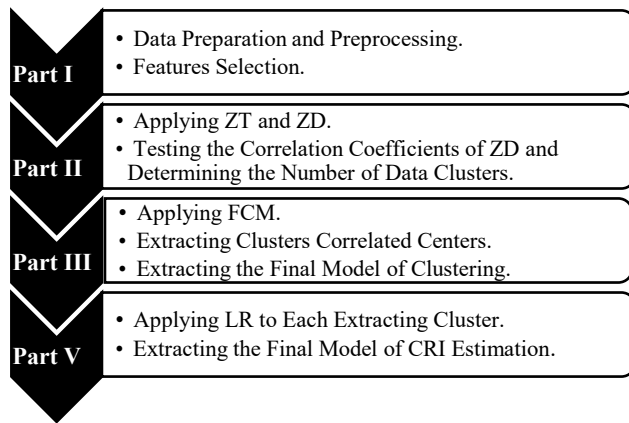 Part I
• Data Preparation and Preprocessing.
• Features Selection.
Part II
• Applying ZT and ZD.
• Testing the Correlation Coefficients of ZD and
Determining the Number of Data Clusters.
Part III
• Applying FCM.
• Extracting Clusters Correlated Centers.
• Extracting the Final Model of Clustering.
Part V
• Applying LR to Each Extracting Cluster.
• Extracting the Final Model of CRI Estimation.